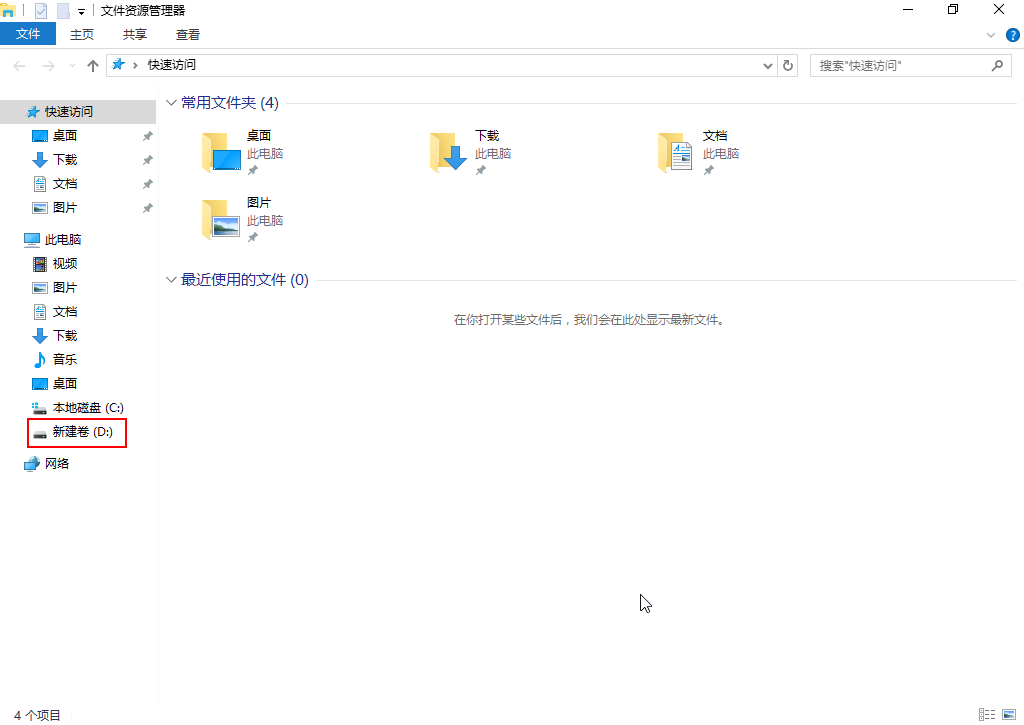 文件资源管理器
文件 主页 共享 查看
快速访问 搜索"快速访问"
快速访问
桌面
下载
文档
图片
此电脑
视频
图片
文档
下载
音乐
桌面
本地磁盘 (C:)
新建卷 (D:)
网络
常用文件夹 (4)
桌面
此电脑
下载
此电脑
文档
此电脑
图片
此电脑
最近使用的文件 (0)
在你打开某些文件后，我们会在此处显示最新文件。
4 个项目